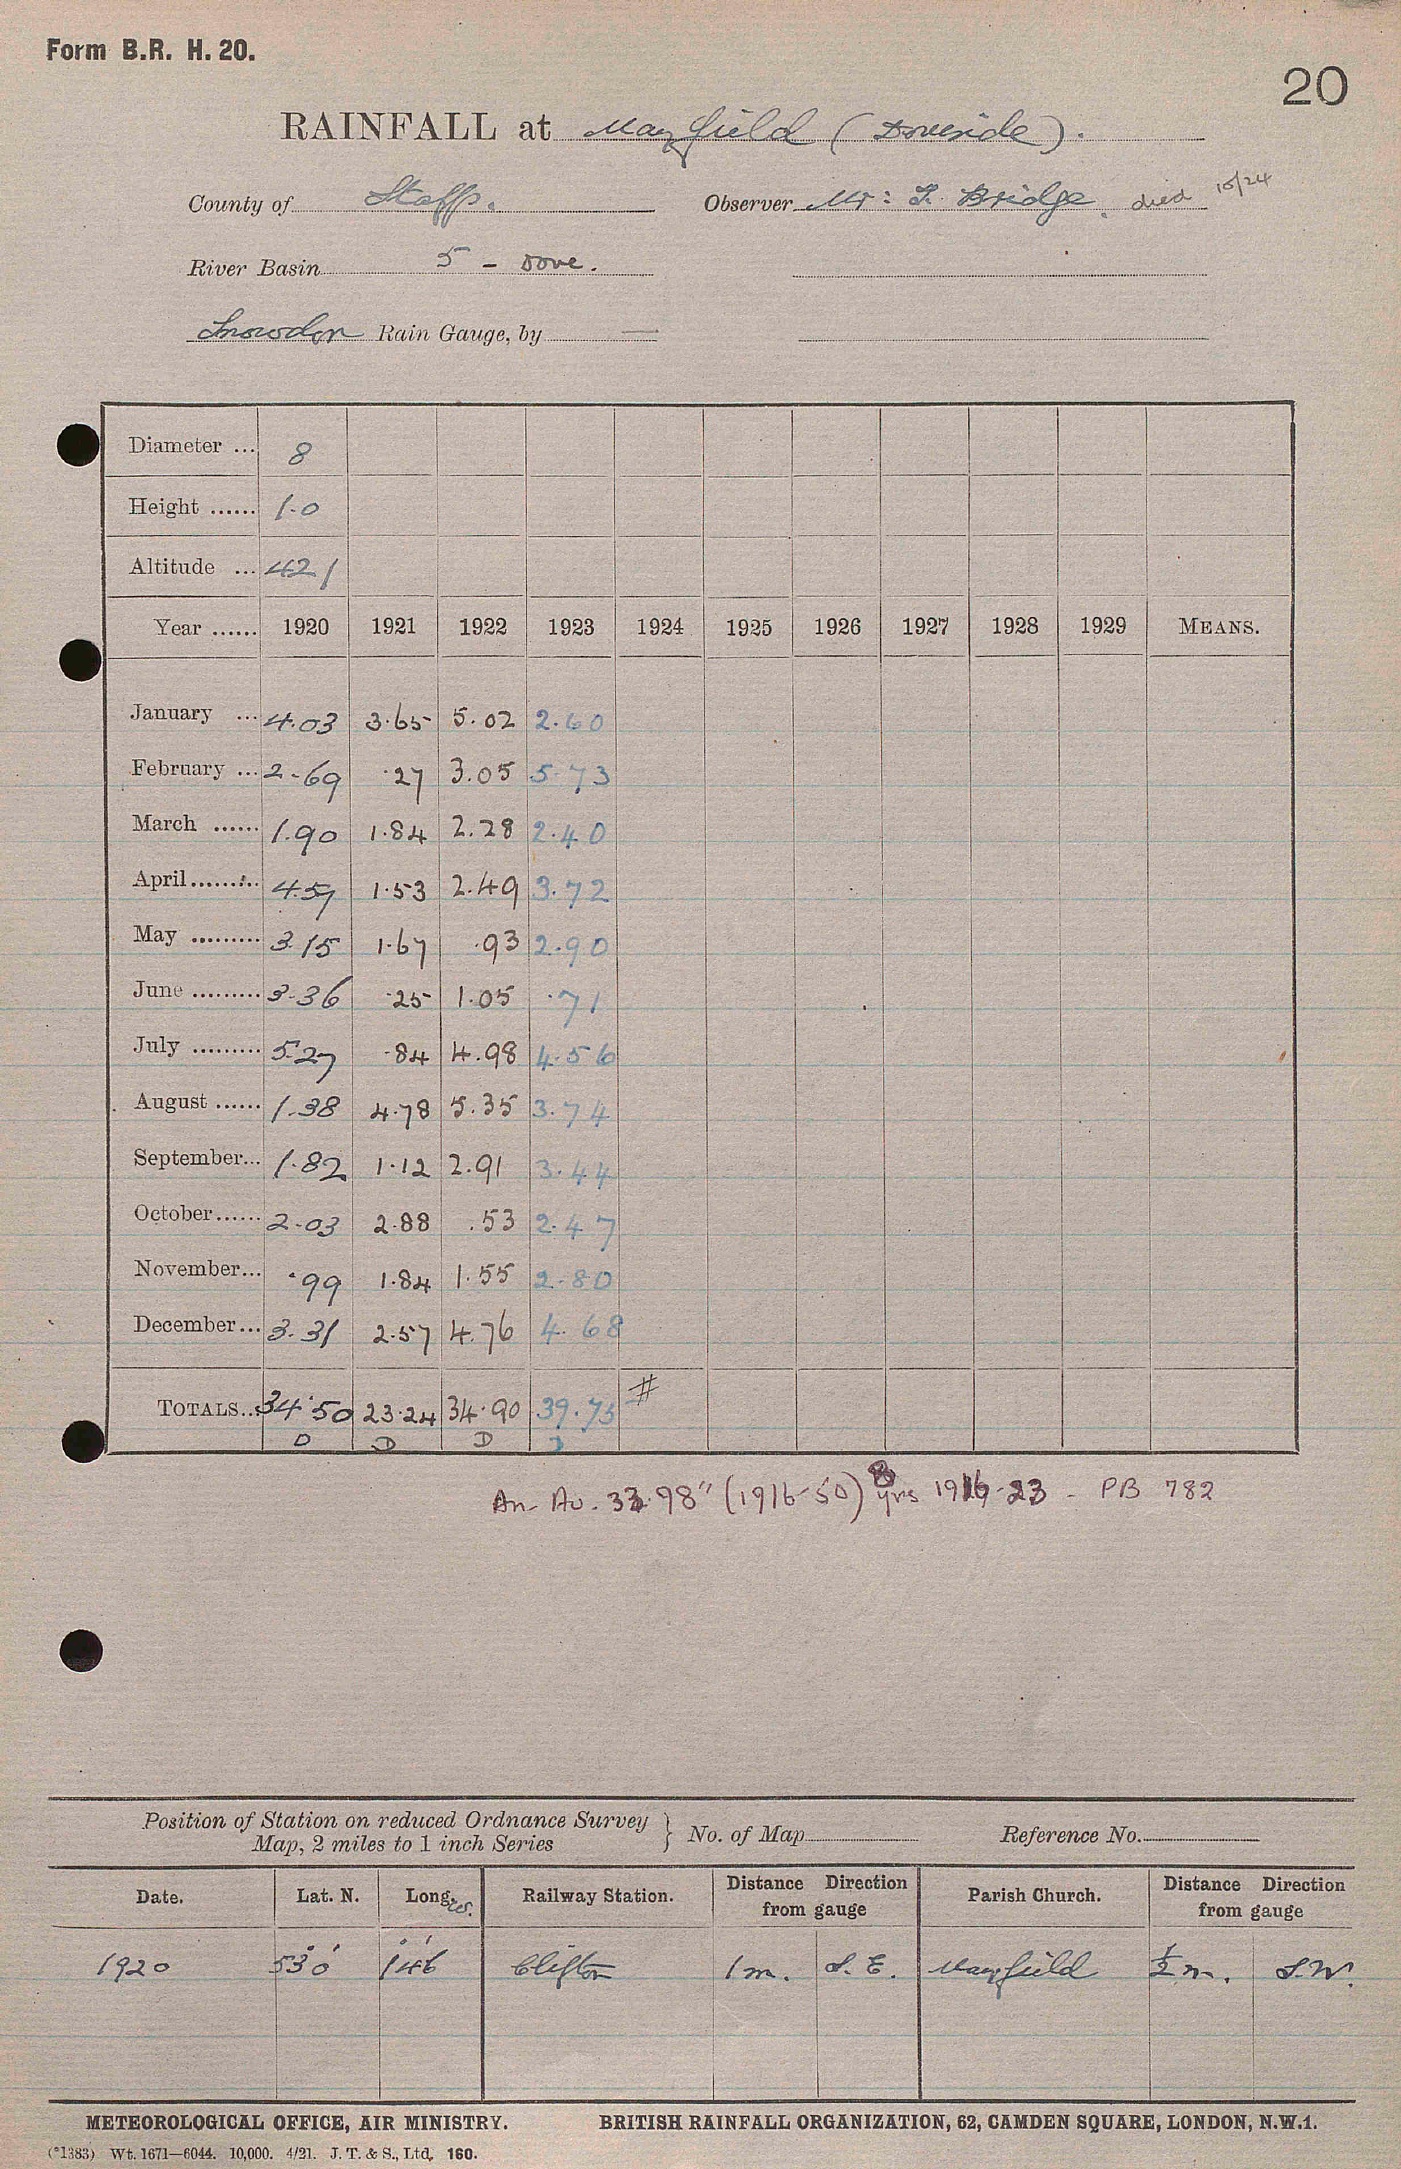 Form B.R. H. 20.
20
RAINFALL at Mayfield (Doveside).
County of Staffs. Observer Mr: F. Bridge. died 15/24
River Basin 5 - Dove.
Snowdon Rain Gauge, by —
Diameter ... 8
Height ...... 1.0
Altitude ... 421
Year ...... 1920 1921 1922 1923 1924 1925 1926 1927 1928 1929 MEANS.
January ... 4.03 3.65 5.02 2.60
February ... 2.69 .27 3.05 5.73
March ...... 1.90 1.84 2.28 2.40
April ......... 4.57 1.53 2.49 3.72
May ......... 3.15 1.67 .93 2.90
June ......... 3.36 .25 1.05 .71
July ......... 5.27 .84 4.98 4.56
August ...... 1.38 4.78 5.35 3.74
September... 1.82 1.12 2.91 3.44
October...... 2.03 2.88 .53 2.47
November... .99 1.84 1.55 2.80
December... 3.31 2.57 4.76 4.68
TOTALS... 34.50 23.24 34.90 39.75 #
D D D D
An. Av. 33.98" (1916-50) 8 yrs 1916-23 - PB 782
Position of Station on reduced Ordnance Survey
Map, 2 miles to 1 inch Series } No. of Map Reference No.
Date. Lat. N. Long. W. Railway Station. Distance Direction from gauge Parish Church. Distance Direction from gauge
1920 53° 0' 1° 46' Clifton 1 m. S.E. Mayfield ½ m. S.W.
METEOROLOGICAL OFFICE, AIR MINISTRY. BRITISH RAINFALL ORGANIZATION, 62, CAMDEN SQUARE, LONDON, N.W.1.
(*1383) Wt. 1671—6044. 10,000. 4/21. J. T. & S., Ltd. 160.